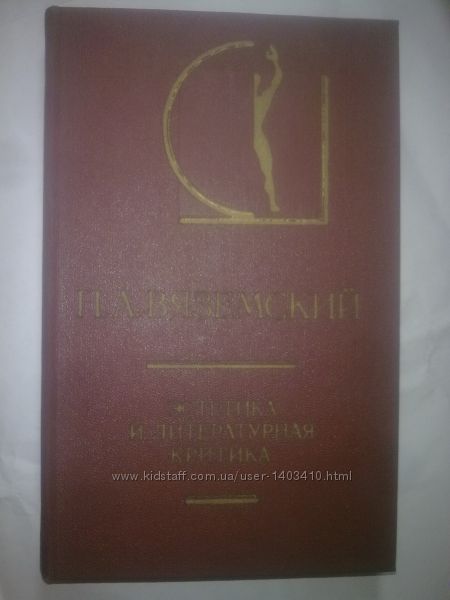 П. А. ВЯЗЕМСКИЙ
ЭСТЕТИКА
И ЛИТЕРАТУРНАЯ
КРИТИКА
www.kidstaff.com.ua/user-1403410.html